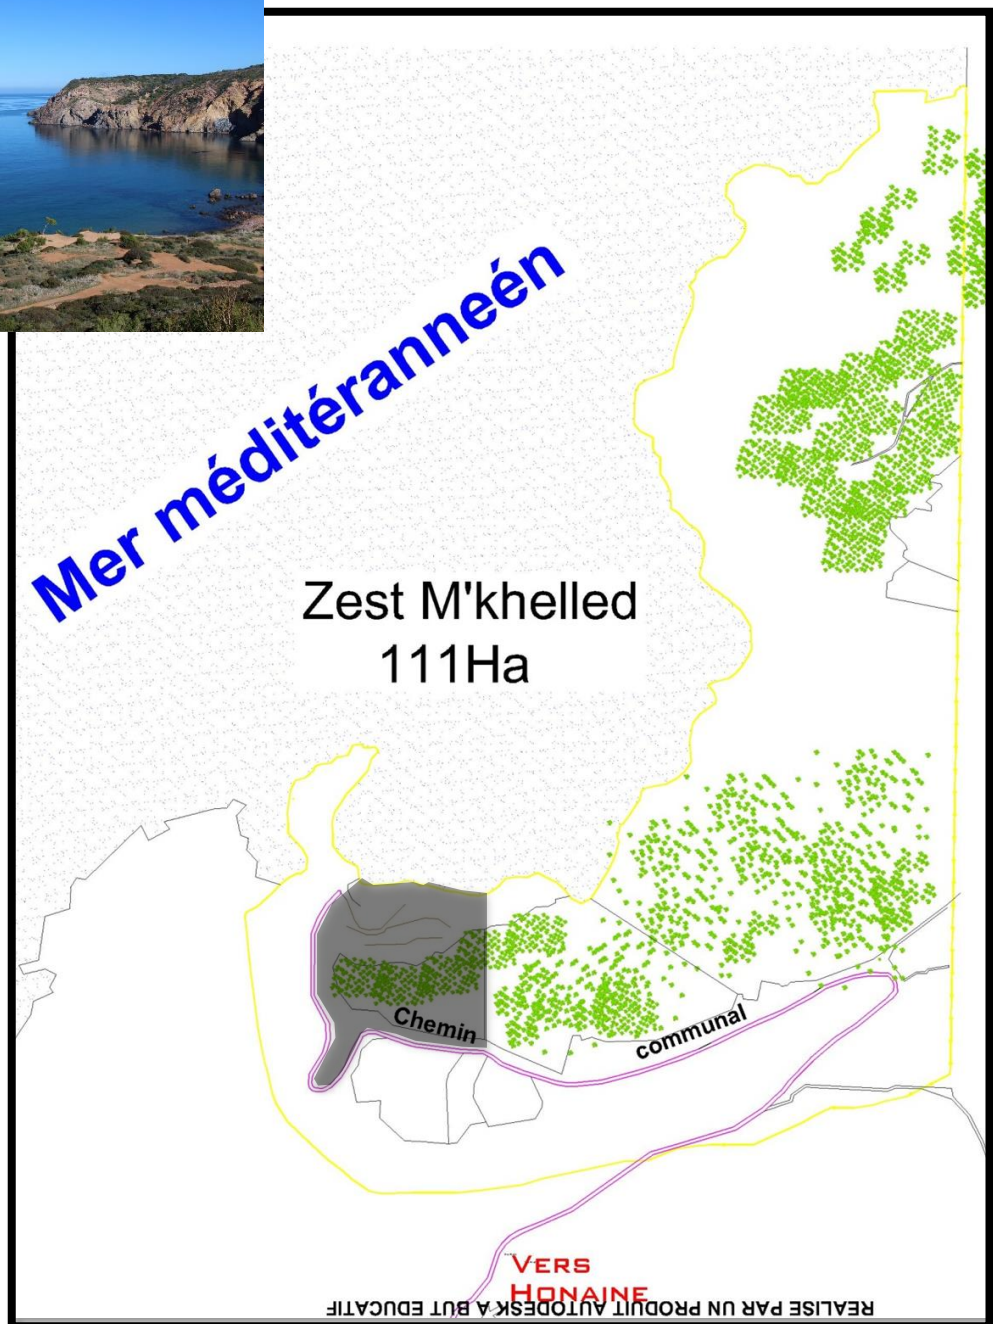 Mer méditéranneén
Zest M'khelled
111Ha
Chemin
communal
VERS
HONAINE
REALISE PAR UN PRODUIT AUTODESK A BUT EDUCATIF